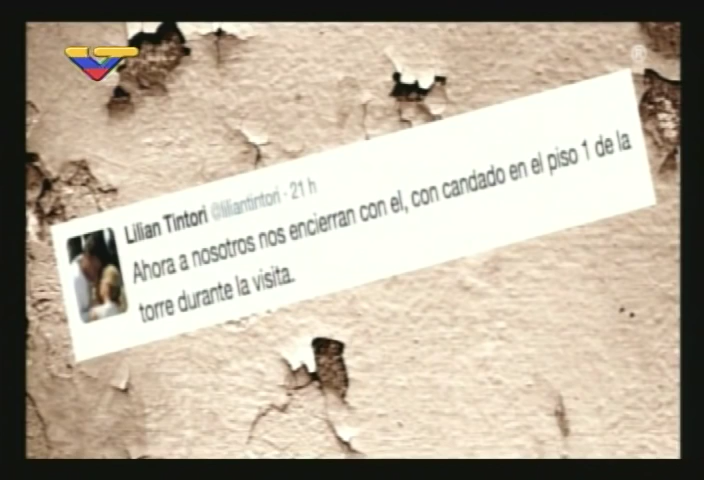 Lilian Tintori @liliantintori · 21 h
Ahora a nosotros nos encierran con el, con candado en el piso 1 de la
torre durante la visita.
®